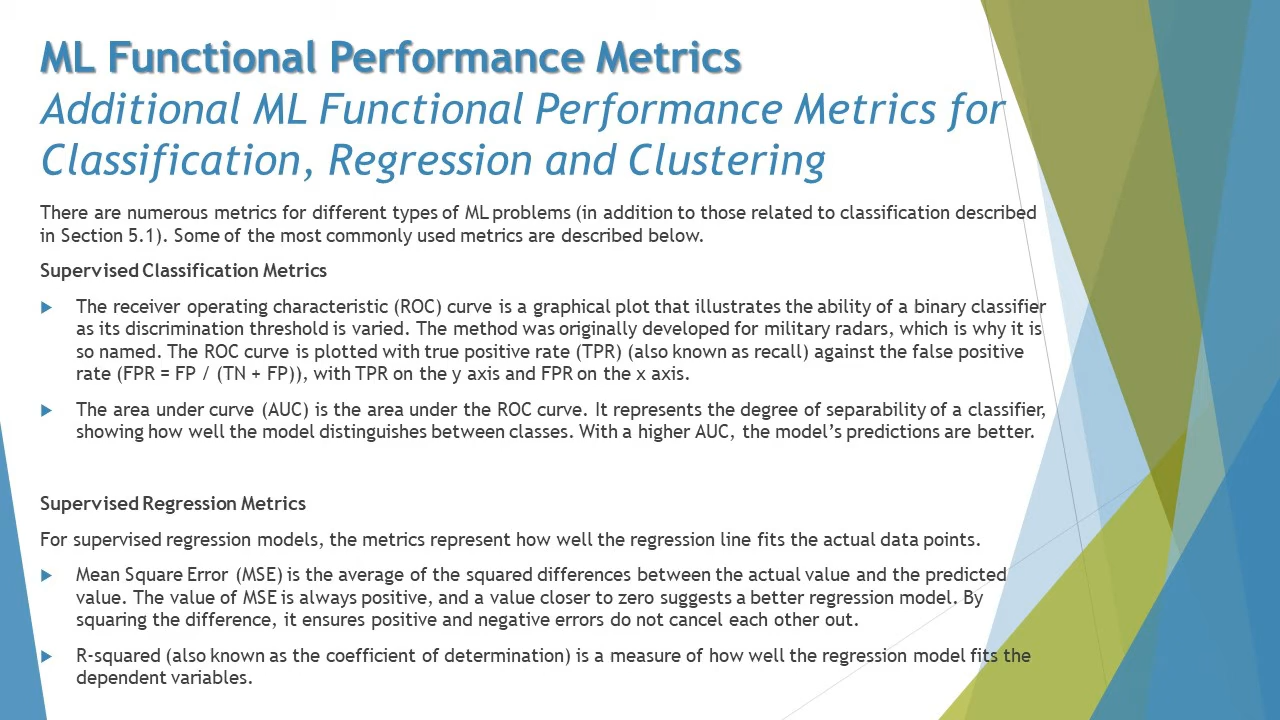 ML Functional Performance Metrics
Additional ML Functional Performance Metrics for
Classification, Regression and Clustering
There are numerous metrics for different types of ML problems (in addition to those related to classification described
in Section 5.1). Some of the most commonly used metrics are described below.
Supervised Classification Metrics
The receiver operating characteristic (ROC) curve is a graphical plot that illustrates the ability of a binary classifier
as its discrimination threshold is varied. The method was originally developed for military radars, which is why it is
so named. The ROC curve is plotted with true positive rate (TPR) (also known as recall) against the false positive
rate (FPR = FP / (TN + FP)), with TPR on the y axis and FPR on the x axis.
The area under curve (AUC) is the area under the ROC curve. It represents the degree of separability of a classifier,
showing how well the model distinguishes between classes. With a higher AUC, the model’s predictions are better.
Supervised Regression Metrics
For supervised regression models, the metrics represent how well the regression line fits the actual data points.
Mean Square Error (MSE) is the average of the squared differences between the actual value and the predicted
value. The value of MSE is always positive, and a value closer to zero suggests a better regression model. By
squaring the difference, it ensures positive and negative errors do not cancel each other out.
R-squared (also known as the coefficient of determination) is a measure of how well the regression model fits the
dependent variables.